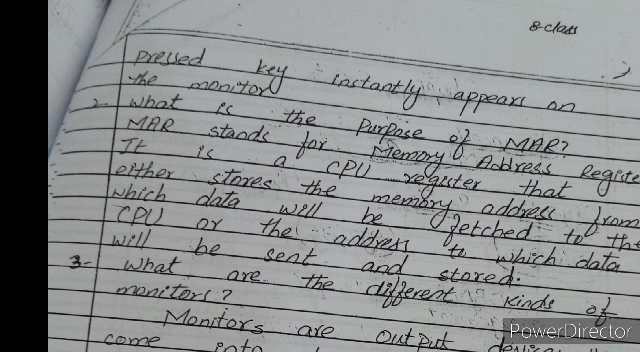 8-class
pressed key instantly appears on
the monitor
2- What is the Purpose of MAR?
MAR stands for Memory Address Registe
It is a CPU register that
either stores the memory address from
which data will be fetched to the
CPU or the address to which data
will be sent and stored.
3- What are the different kinds of
monitors?
Monitors are output
come into
PowerDirector